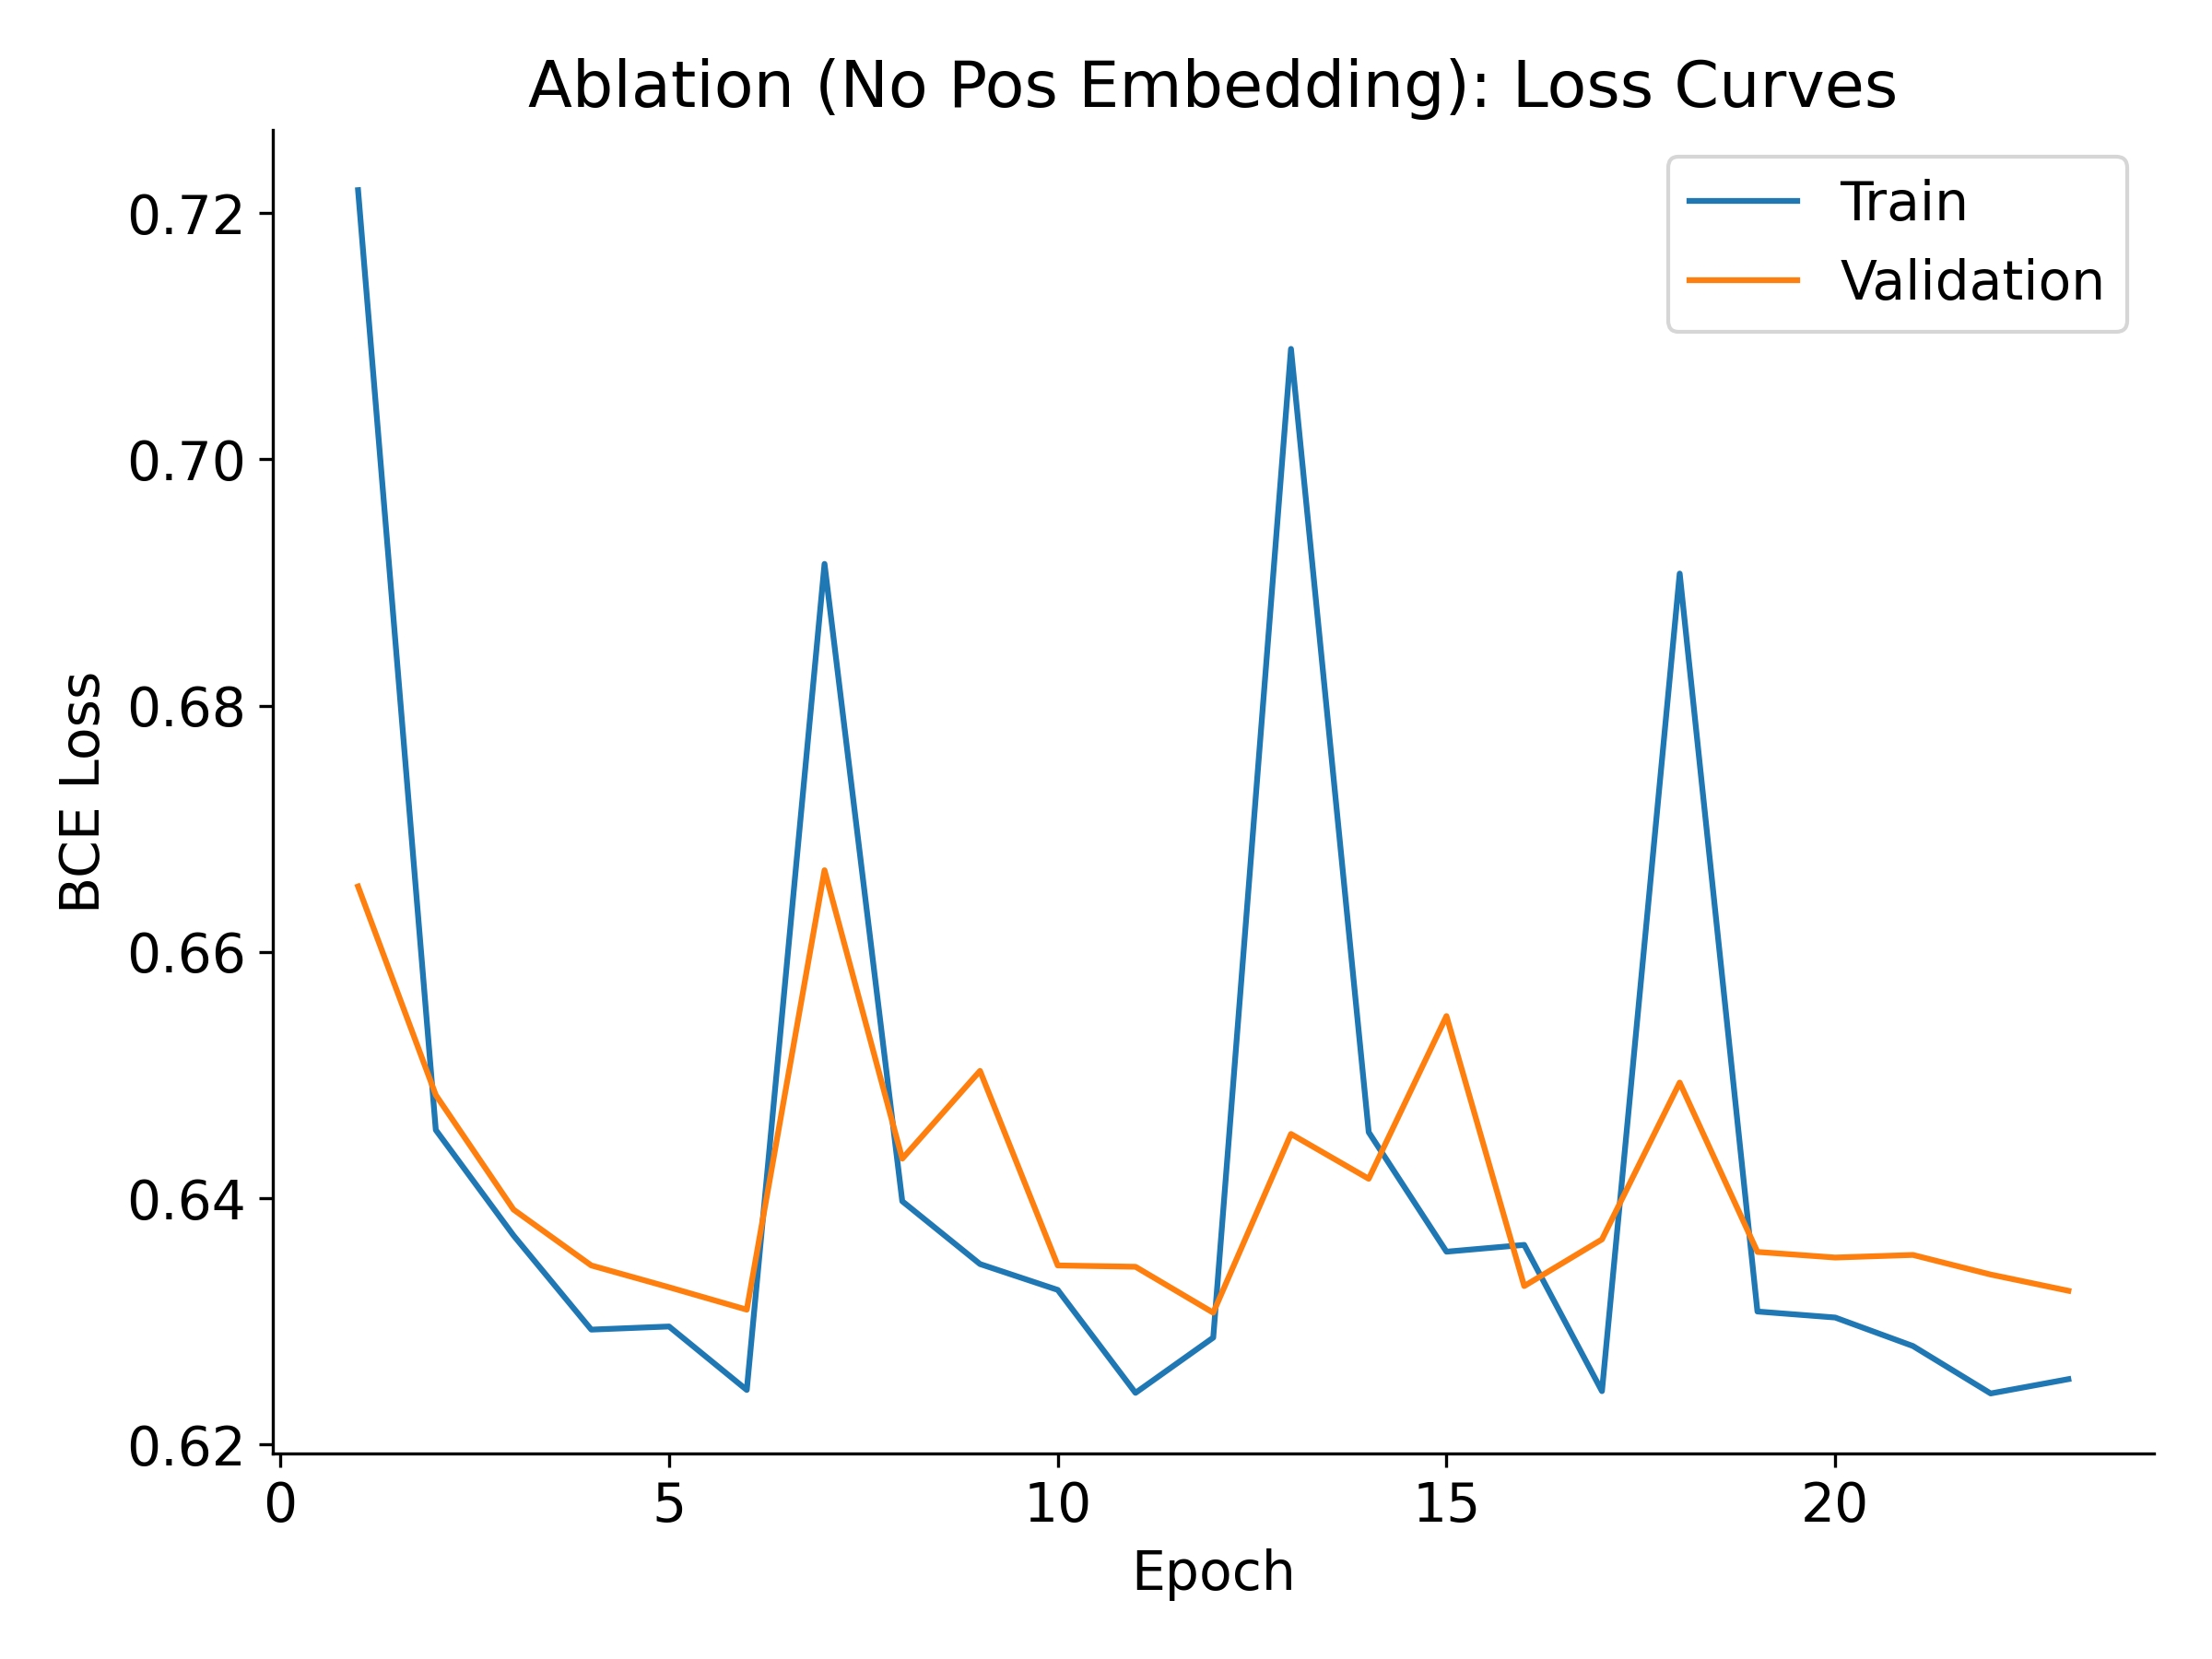 Ablation (No Pos Embedding): Loss Curves
Train
Validation
BCE Loss
0.72
0.70
0.68
0.66
0.64
0.62
0 5 10 15 20
Epoch